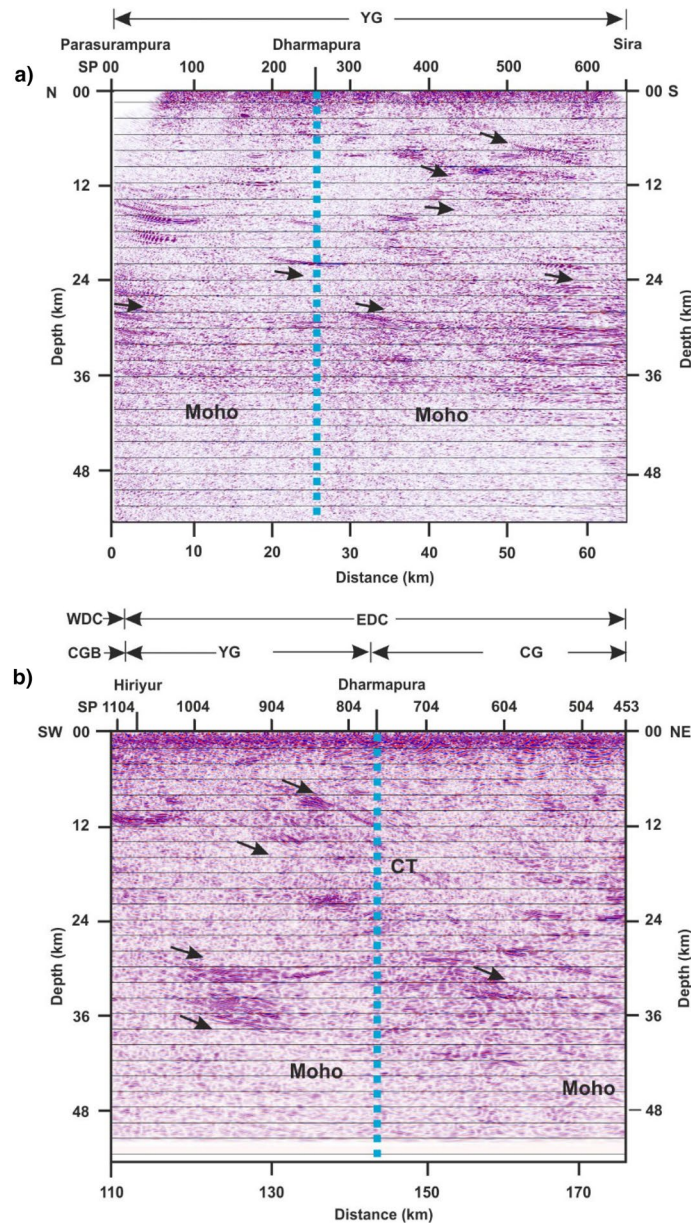 YG
Parasurampura Dharmapura Sira
SP 00 100 200 300 400 500 600
a)
N 00 00 S
12 12
24 24
Depth (km) Depth (km)
36 36
Moho Moho
48 48
0 10 20 30 40 50 60
Distance (km)
WDC EDC
CGB YG CG
b)
Hiriyur Dharmapura
SP 1104 1004 904 804 704 604 504 453
SW 00 00 NE
12 12
CT
24 24
Depth (km) Depth (km)
36 36
Moho Moho
48 48
110 130 150 170
Distance (km)